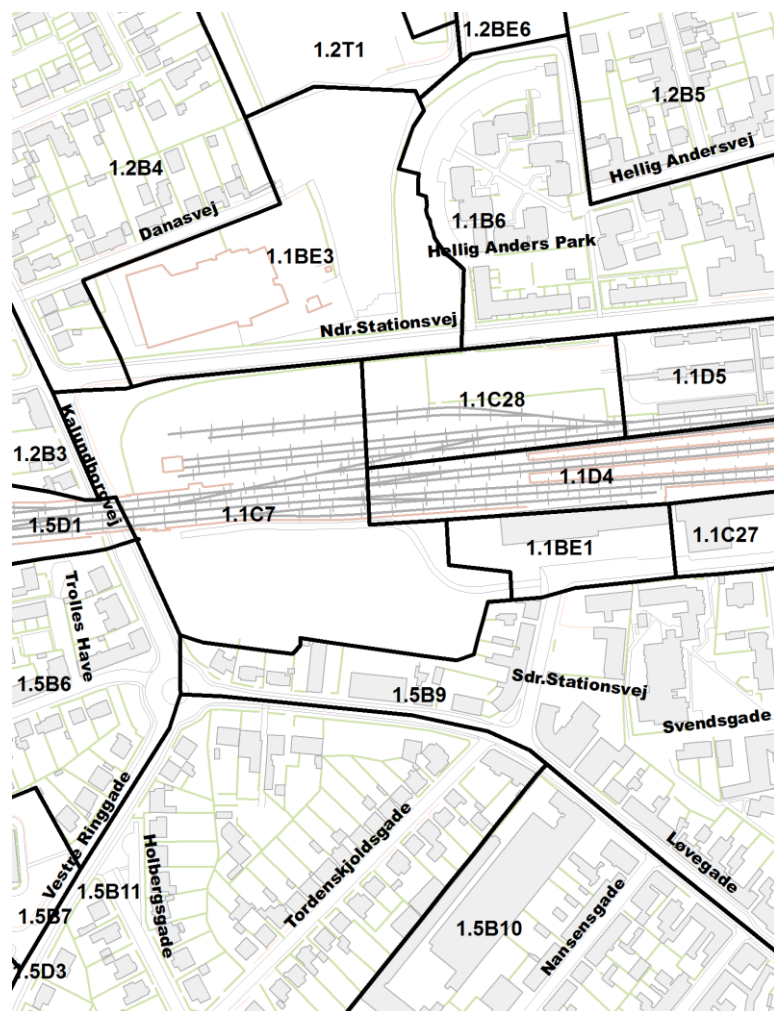 1.2BE6
1.2T1
1.2B5
1.2B4
Hellig Andersvej
Danasvej
1.1B6
Hellig Anders Park
1.1BE3
Ndr.Stationsvej
1.1D5
1.1C28
Kalundborgvej
1.2B3
1.1D4
1.5D1
1.1C7
1.1C27
1.1BE1
Trolles Have
1.5B6
Sdr.Stationsvej
1.5B9
Svendsgade
Vestre Ringgade
Tordenskjoldsgade
Løvegade
Holbergsgade
1.5B11
1.5B7
1.5B10
Nansensgade
1.5D3